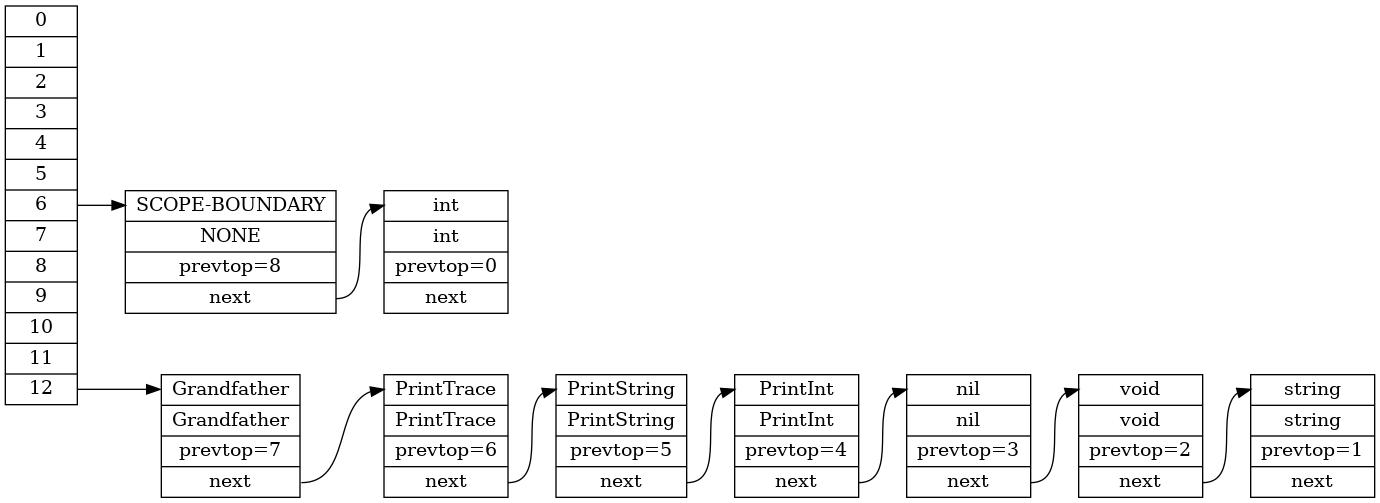 0
1
2
3
4
5
6
7
8
9
10
11
12
SCOPE-BOUNDARY
NONE
prevtop=8
next
int
int
prevtop=0
next
Grandfather
Grandfather
prevtop=7
next
PrintTrace
PrintTrace
prevtop=6
next
PrintString
PrintString
prevtop=5
next
PrintInt
PrintInt
prevtop=4
next
nil
nil
prevtop=3
next
void
void
prevtop=2
next
string
string
prevtop=1
next